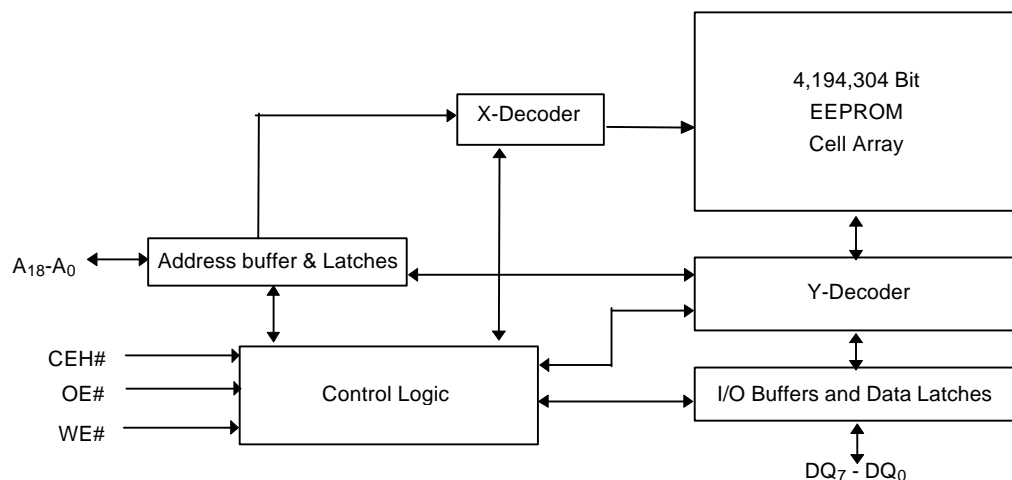 4,194,304 Bit
EEPROM
Cell Array
X-Decoder
A18-A0
Address buffer & Latches
Y-Decoder
CEH#
OE#
WE#
Control Logic
I/O Buffers and Data Latches
DQ7 - DQ0